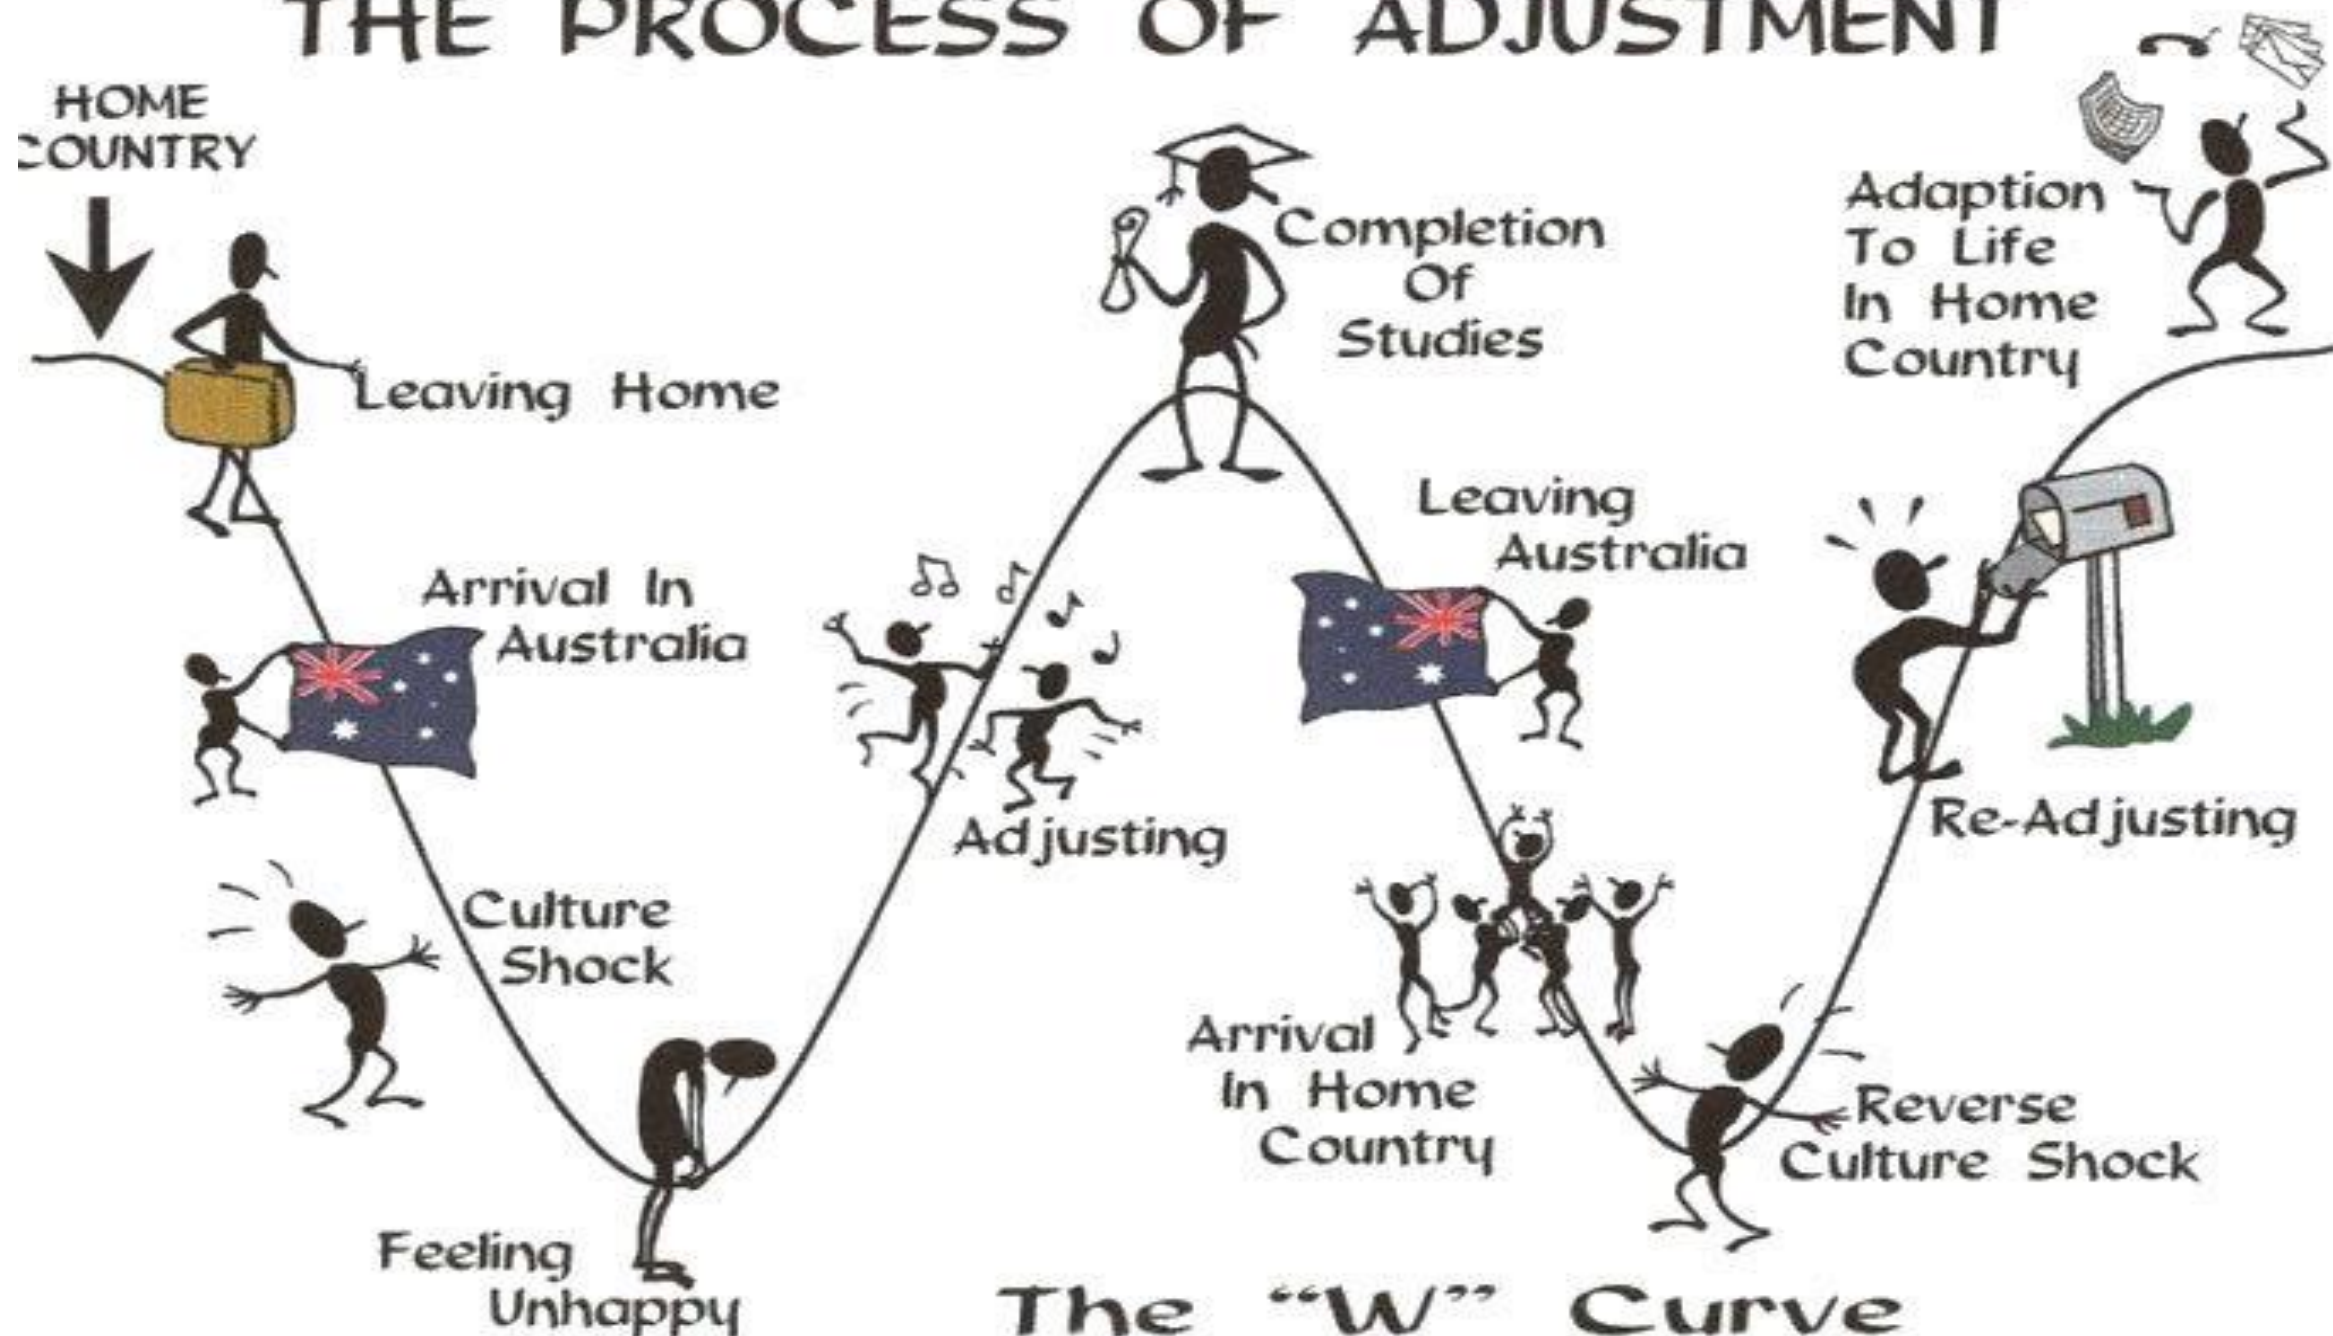 THE PROCESS OF ADJUSTMENT
HOME
COUNTRY
Leaving Home
Arrival In
Australia
Culture
Shock
Feeling
Unhappy
Adjusting
Completion
Of
Studies
Leaving
Australia
Arrival
In Home
Country
Reverse
Culture Shock
Re-Adjusting
Adaption
To Life
In Home
Country
The “W” Curve